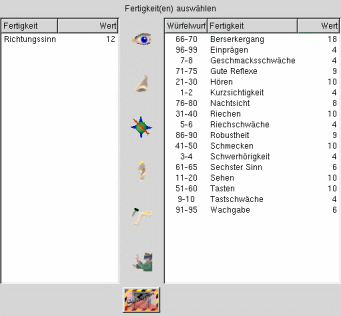 Fertigkeit(en) auswählen
Fertigkeit Wert
Richtungssinn 12
Würfelwurf Fertigkeit Wert
66-70 Berserkergang 18
96-99 Einprägen 4
7-8 Geschmacksschwäche 4
71-75 Gute Reflexe 9
21-30 Hören 10
1-2 Kurzsichtigkeit 4
76-80 Nachtsicht 8
31-40 Riechen 10
5-6 Riechschwäche 4
86-90 Robustheit 9
41-50 Schmecken 10
3-4 Schwerhörigkeit 4
61-65 Sechster Sinn 6
11-20 Sehen 10
51-60 Tasten 10
9-10 Tastschwäche 4
91-95 Wachgabe 6